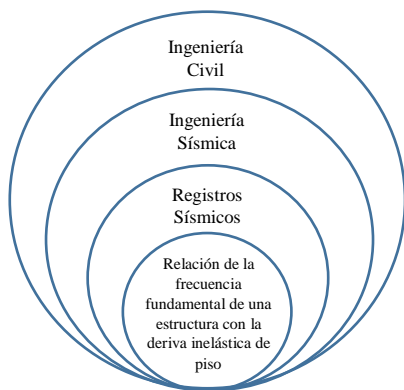 Ingeniería
Civil
Ingeniería
Sísmica
Registros
Sísmicos
Relación de la
frecuencia
fundamental de una
estructura con la
deriva inelástica de
piso